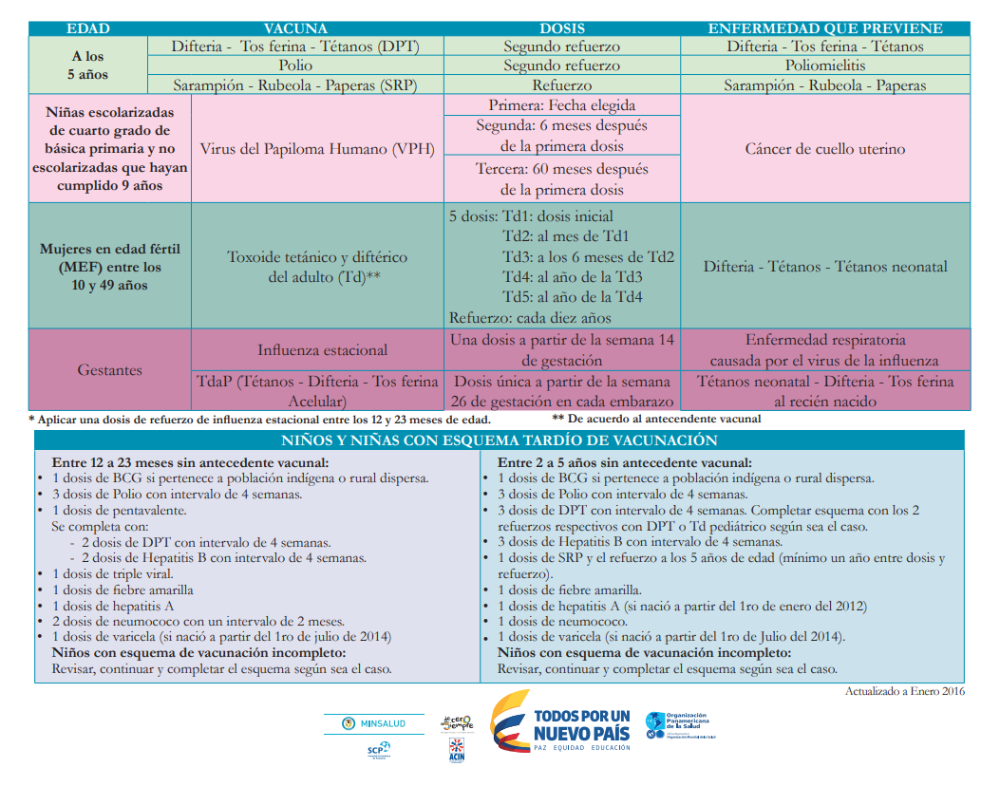 EDAD VACUNA DOSIS ENFERMEDAD QUE PREVIENE
A los
5 años
Difteria - Tos ferina - Tétanos (DPT) Segundo refuerzo Difteria - Tos ferina - Tétanos
Polio Segundo refuerzo Poliomielitis
Sarampión - Rubeola - Paperas (SRP) Refuerzo Sarampión - Rubeola - Paperas
Niñas escolarizadas
de cuarto grado de
básica primaria y no
escolarizadas que hayan
cumplido 9 años
Virus del Papiloma Humano (VPH)
Primera: Fecha elegida
Segunda: 6 meses después
de la primera dosis
Tercera: 60 meses después
de la primera dosis
Cáncer de cuello uterino
Mujeres en edad fértil
(MEF) entre los
10 y 49 años
Toxoide tetánico y diftérico
del adulto (Td)**
5 dosis: Td1: dosis inicial
Td2: al mes de Td1
Td3: a los 6 meses de Td2
Td4: al año de la Td3
Td5: al año de la Td4
Refuerzo: cada diez años
Difteria - Tétanos - Tétanos neonatal
Gestantes
Influenza estacional
Una dosis a partir de la semana 14
de gestación
Enfermedad respiratoria
causada por el virus de la influenza
TdaP (Tétanos - Difteria - Tos ferina
Acelular)
Dosis única a partir de la semana
26 de gestación en cada embarazo
Tétanos neonatal - Difteria - Tos ferina
al recién nacido
* Aplicar una dosis de refuerzo de influenza estacional entre los 12 y 23 meses de edad.
** De acuerdo al antecendente vacunal
NIÑOS Y NIÑAS CON ESQUEMA TARDÍO DE VACUNACIÓN
Entre 12 a 23 meses sin antecedente vacunal:
• 1 dosis de BCG si pertenece a población indígena o rural dispersa.
• 3 dosis de Polio con intervalo de 4 semanas.
• 1 dosis de pentavalente.
Se completa con:
- 2 dosis de DPT con intervalo de 4 semanas.
- 2 dosis de Hepatitis B con intervalo de 4 semanas.
• 1 dosis de triple viral.
• 1 dosis de fiebre amarilla
• 1 dosis de hepatitis A
• 2 dosis de neumococo con un intervalo de 2 meses.
• 1 dosis de varicela (si nació a partir del 1ro de julio de 2014)
Niños con esquema de vacunación incompleto:
Revisar, continuar y completar el esquema según sea el caso.
Entre 2 a 5 años sin antecedente vacunal:
• 1 dosis de BCG si pertenece a población indígena o rural dispersa.
• 3 dosis de Polio con intervalo de 4 semanas.
• 3 dosis de DPT con intervalo de 4 semanas. Completar esquema con los 2
refuerzos respectivos con DPT o Td pediátrico según sea el caso.
• 3 dosis de Hepatitis B con intervalo de 4 semanas.
• 1 dosis de SRP y el refuerzo a los 5 años de edad (mínimo un año entre dosis y
refuerzo).
• 1 dosis de fiebre amarilla.
• 1 dosis de hepatitis A (si nació a partir del 1ro de enero del 2012)
• 1 dosis de neumococo.
• 1 dosis de varicela (si nació a partir del 1ro de Julio del 2014).
Niños con esquema de vacunación incompleto:
Revisar, continuar y completar el esquema según sea el caso.
Actualizado a Enero 2016
MINSALUD
de cero a siempre
SCP
ACIN
TODOS POR UN
NUEVO PAÍS
PAZ EQUIDAD EDUCACIÓN
Organización
Panamericana
de la Salud
Organización Mundial de la Salud